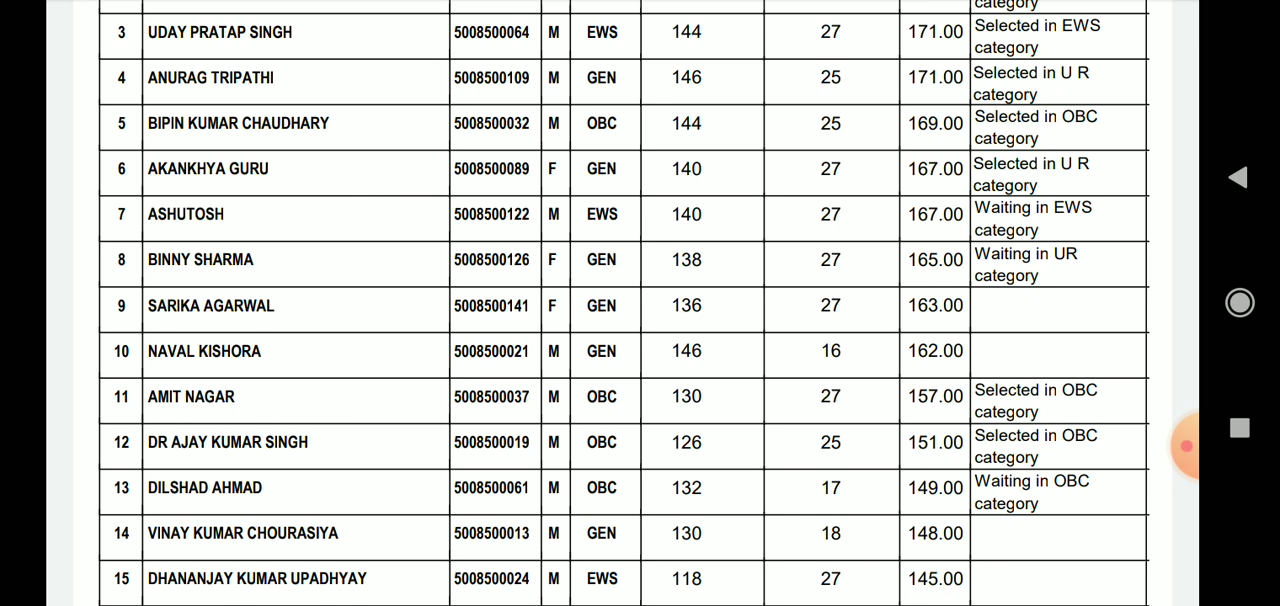 category
3 UDAY PRATAP SINGH 5008500064 M EWS 144 27 171.00 Selected in EWS
category
4 ANURAG TRIPATHI 5008500109 M GEN 146 25 171.00 Selected in U R
category
5 BIPIN KUMAR CHAUDHARY 5008500032 M OBC 144 25 169.00 Selected in OBC
category
6 AKANKHYA GURU 5008500089 F GEN 140 27 167.00 Selected in U R
category
7 ASHUTOSH 5008500122 M EWS 140 27 167.00 Waiting in EWS
category
8 BINNY SHARMA 5008500126 F GEN 138 27 165.00 Waiting in UR
category
9 SARIKA AGARWAL 5008500141 F GEN 136 27 163.00
10 NAVAL KISHORA 5008500021 M GEN 146 16 162.00
11 AMIT NAGAR 5008500037 M OBC 130 27 157.00 Selected in OBC
category
12 DR AJAY KUMAR SINGH 5008500019 M OBC 126 25 151.00 Selected in OBC
category
13 DILSHAD AHMAD 5008500061 M OBC 132 17 149.00 Waiting in OBC
category
14 VINAY KUMAR CHOURASIYA 5008500013 M GEN 130 18 148.00
15 DHANANJAY KUMAR UPADHYAY 5008500024 M EWS 118 27 145.00